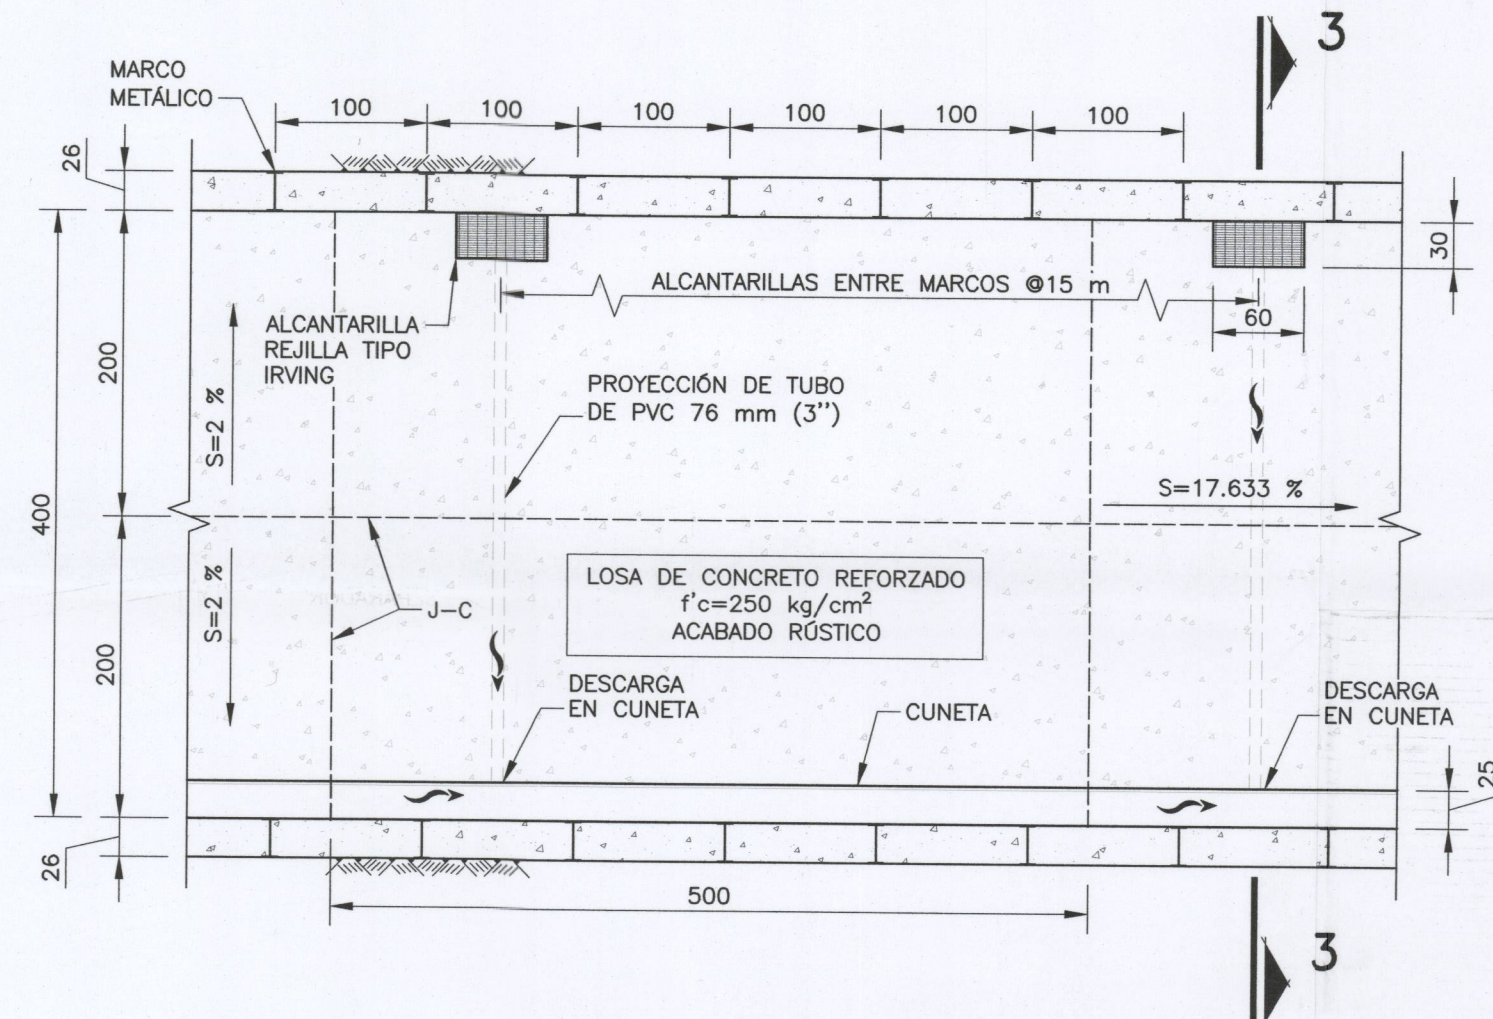 3
MARCO
METÁLICO
100
100
100
100
100
100
26
30
ALCANTARILLAS ENTRE MARCOS @15 m
60
ALCANTARILLA
REJILLA TIPO
IRVING
200
S=2 %
PROYECCIÓN DE TUBO
DE PVC 76 mm (3'')
S=17.633 %
400
LOSA DE CONCRETO REFORZADO
f'c=250 kg/cm²
ACABADO RÚSTICO
S=2 %
J-C
200
DESCARGA
EN CUNETA
CUNETA
DESCARGA
EN CUNETA
25
26
500
3